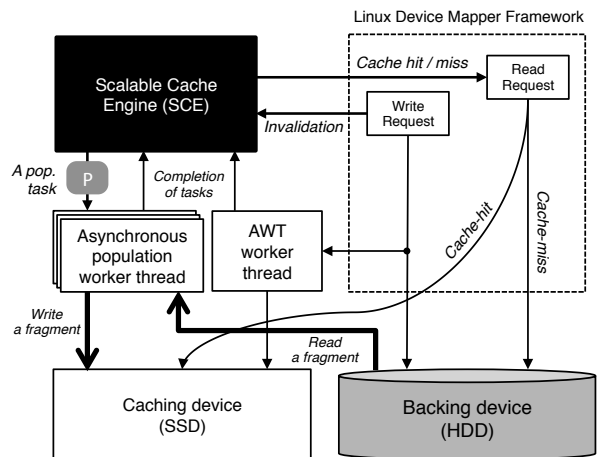 Linux Device Mapper Framework
Scalable Cache
Engine (SCE)
Cache hit / miss
Read
Request
Write
Request
Invalidation
A pop.
task
P
Completion
of tasks
Asynchronous
population
worker thread
AWT
worker
thread
Cache-hit
Cache-miss
Write
a fragment
Read
a fragment
Caching device
(SSD)
Backing device
(HDD)